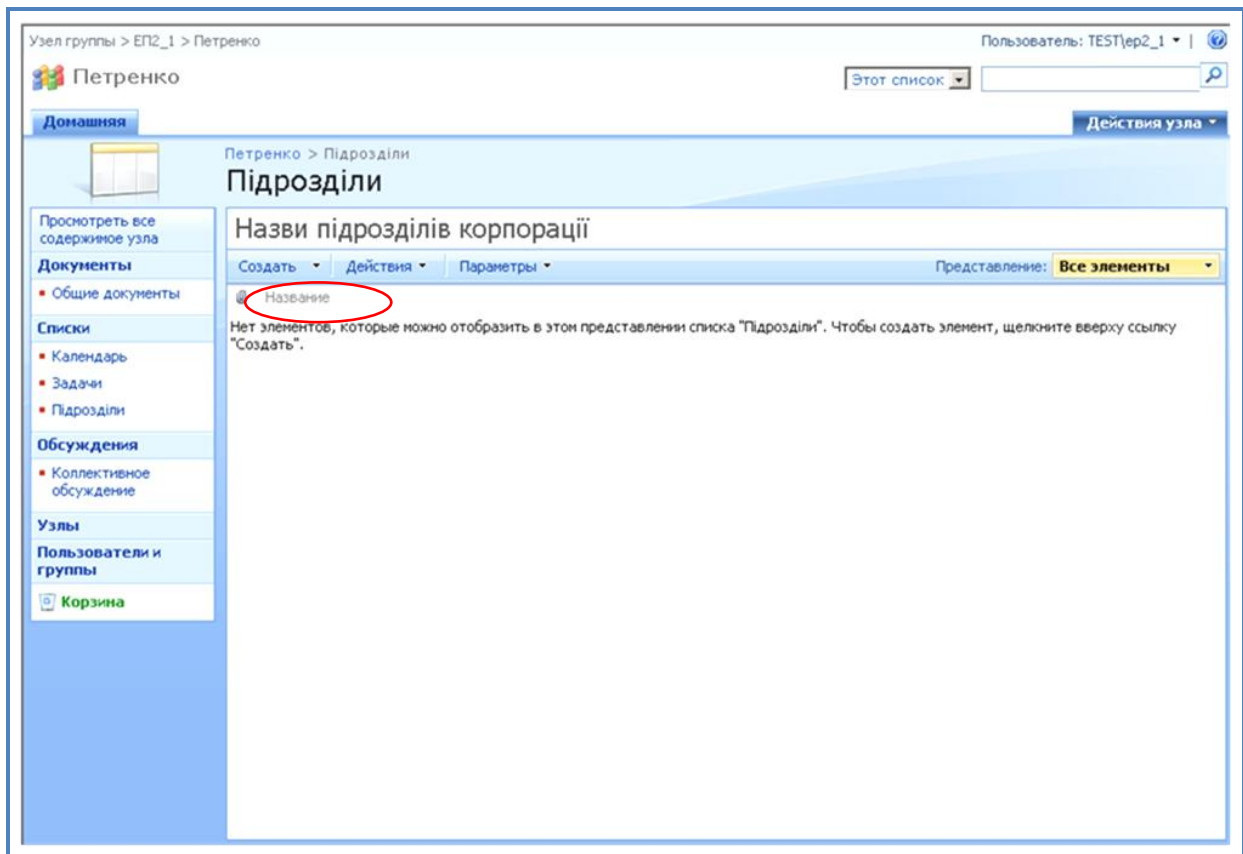 Узел группы > ЕП2_1 > Петренко
Пользователь: TEST\ep2_1
Петренко
Этот список
Домашняя
Действия узла
Петренко > Підрозділи
Підрозділи
Просмотреть все
содержимое узла
Документы
Общие документы
Списки
Календарь
Задачи
Підрозділи
Обсуждения
Коллективное
обсуждение
Узлы
Пользователи и
группы
Корзина
Назви підрозділів корпорації
Создать Действия Параметры
Представление: Все элементы
Название
Нет элементов, которые можно отобразить в этом представлении списка "Підрозділи". Чтобы создать элемент, щелкните вверху ссылку
"Создать".